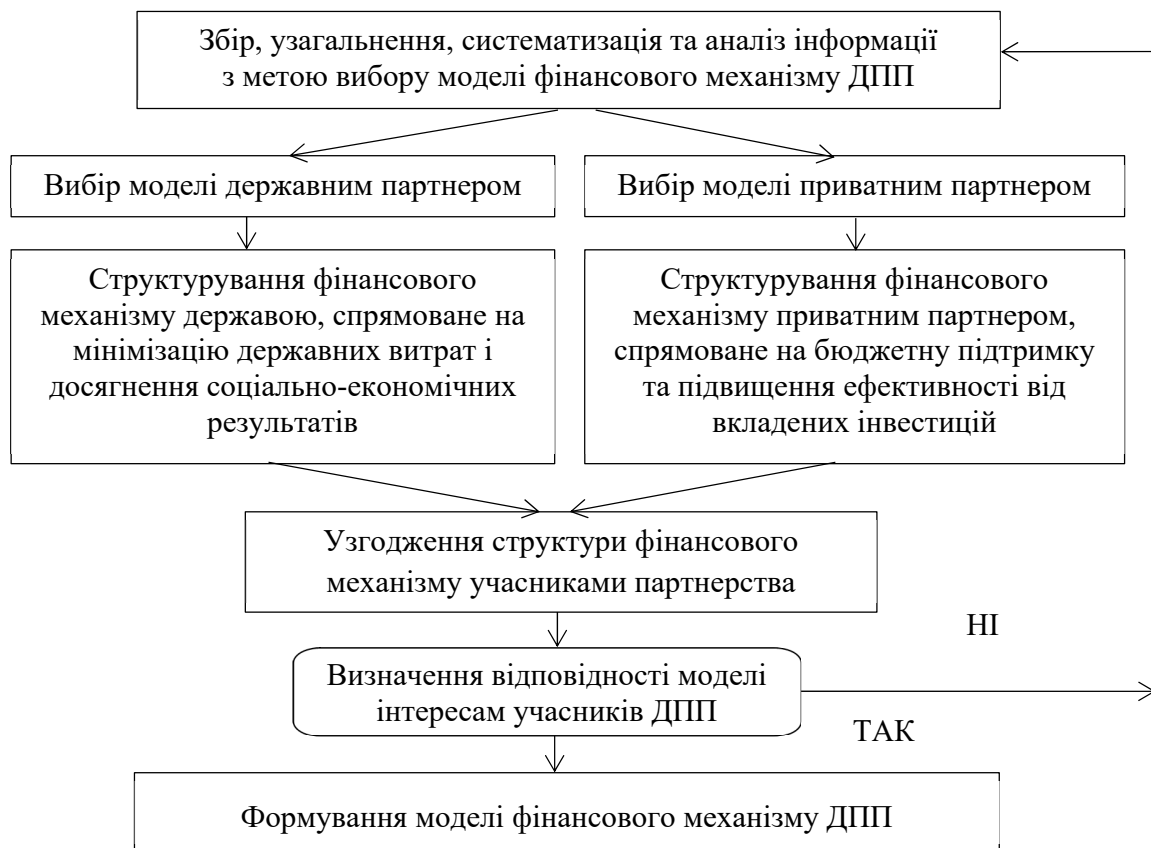 Збір, узагальнення, систематизація та аналіз інформації
з метою вибору моделі фінансового механізму ДПП
Вибір моделі державним партнером
Вибір моделі приватним партнером
Структурування фінансового
механізму державою, спрямоване на
мінімізацію державних витрат і
досягнення соціально-економічних
результатів
Структурування фінансового
механізму приватним партнером,
спрямоване на бюджетну підтримку
та підвищення ефективності від
вкладених інвестицій
Узгодження структури фінансового
механізму учасниками партнерства
НІ
Визначення відповідності моделі
інтересам учасників ДПП
ТАК
Формування моделі фінансового механізму ДПП